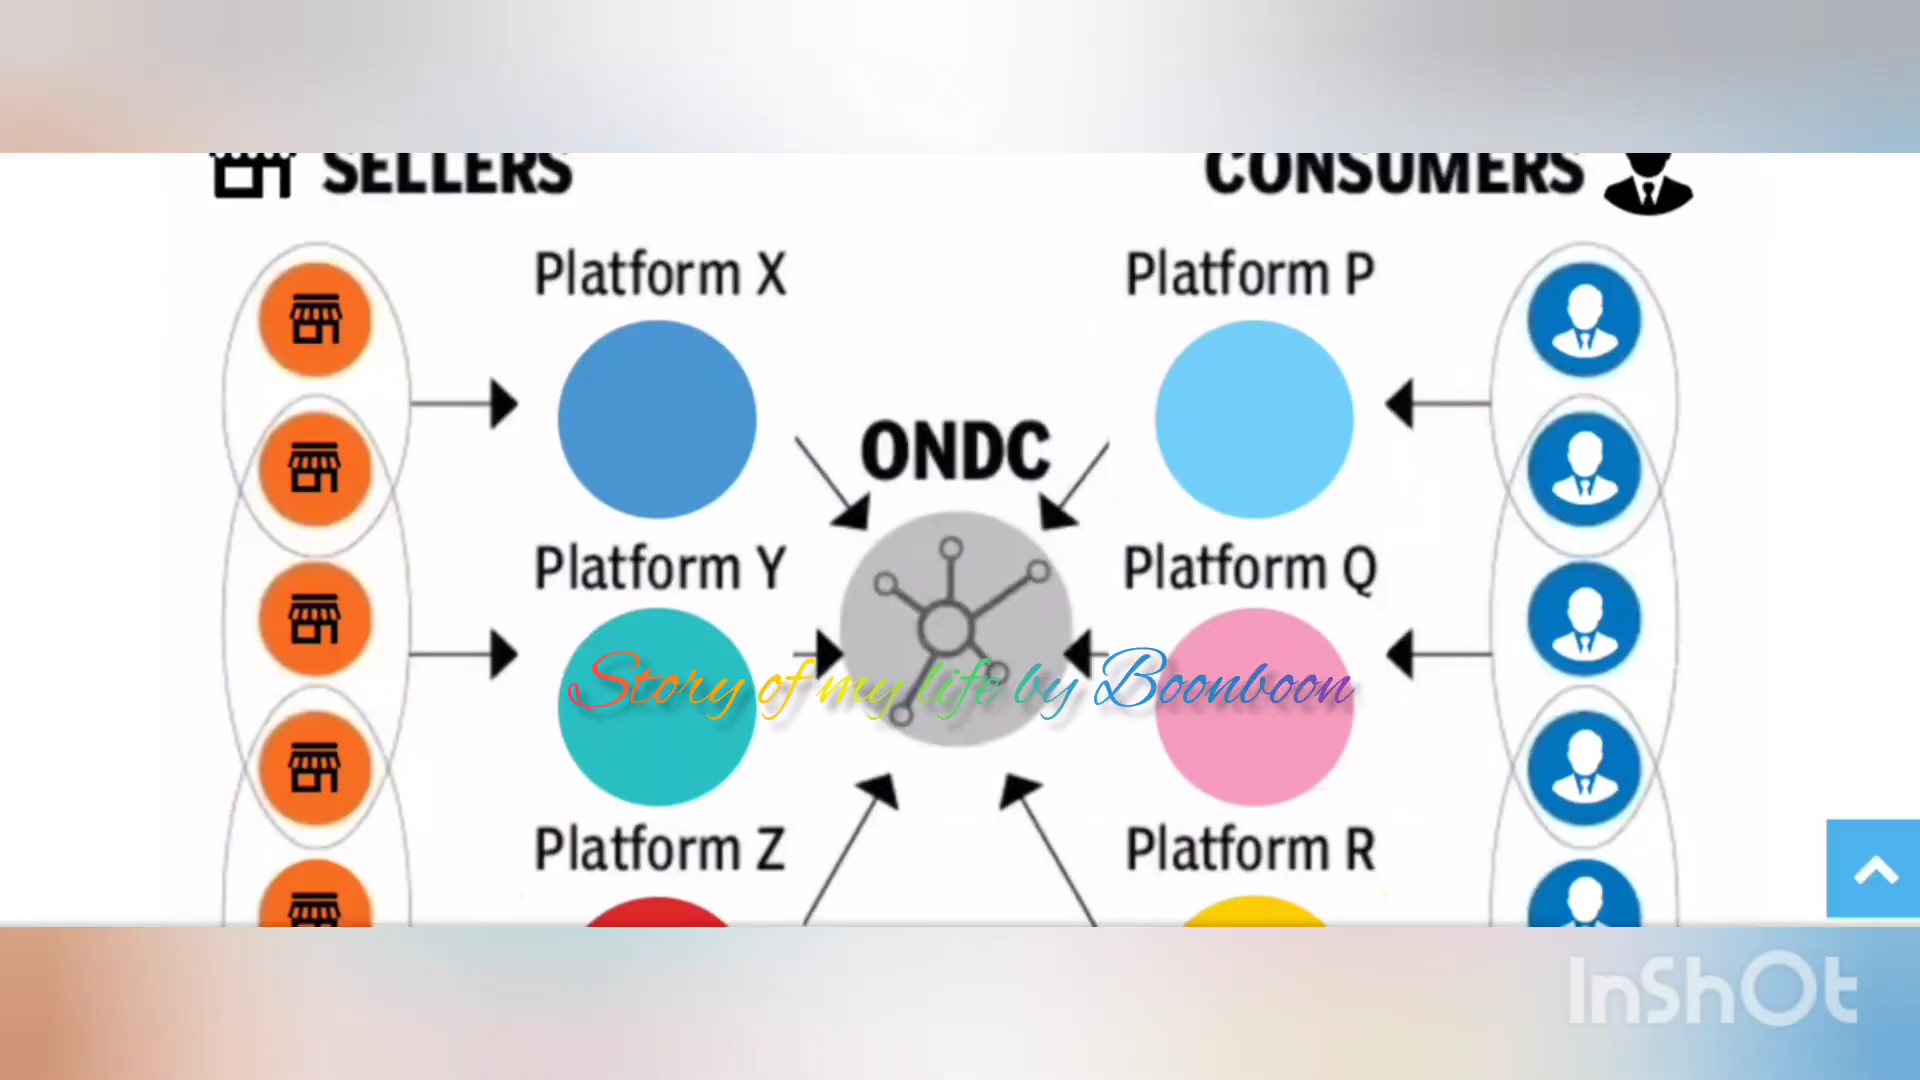 SELLERS
CONSUMERS
Platform X
Platform P
ONDC
Platform Y
Platform Q
Story of my life by Boonboon
Platform Z
Platform R
InShOt